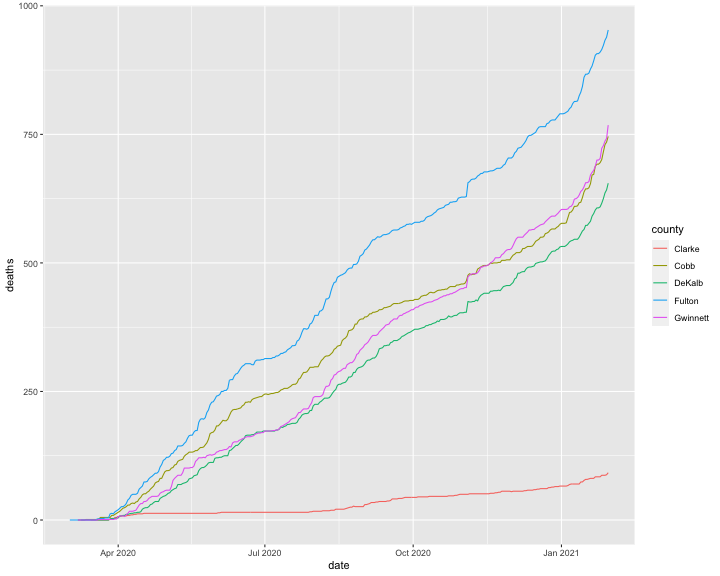 1000
750
500
250
0
deaths
Apr 2020
Jul 2020
Oct 2020
Jan 2021
date
county
Clarke
Cobb
DeKalb
Fulton
Gwinnett